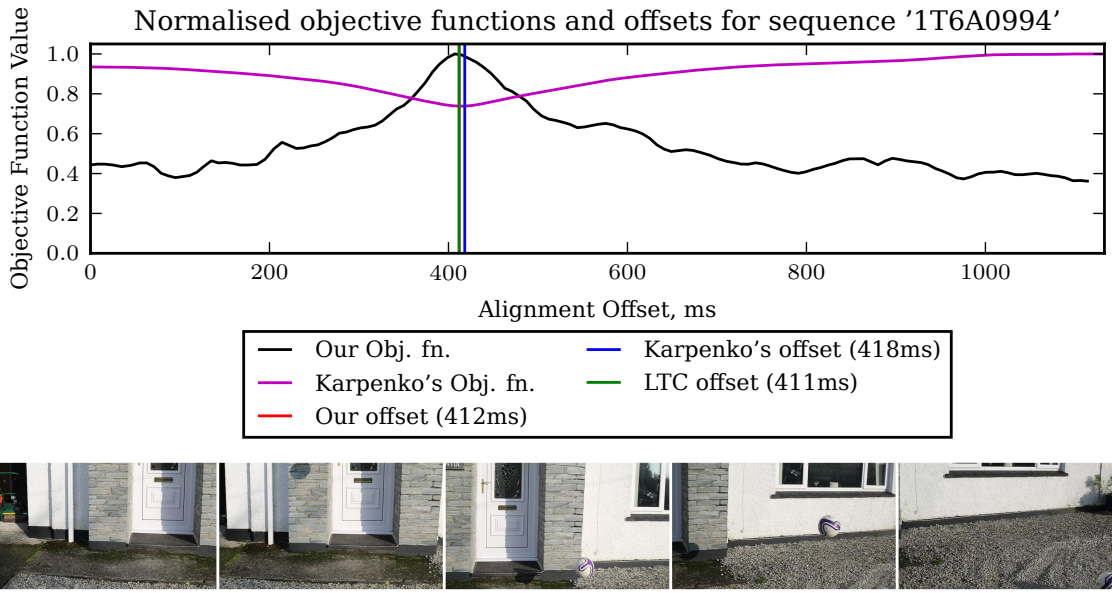 Normalised objective functions and offsets for sequence ’1T6A0994’
Objective Function Value
1.0
0.8
0.6
0.4
0.2
0.0
0 200 400 600 800 1000
Alignment Offset, ms
Our Obj. fn.
Karpenko’s Obj. fn.
Our offset (412ms)
Karpenko’s offset (418ms)
LTC offset (411ms)